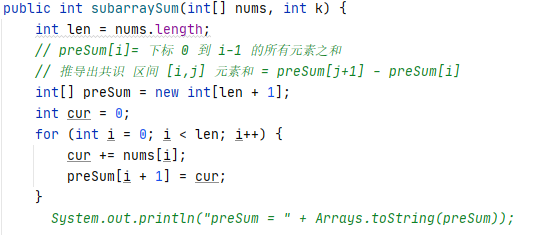 public int subarraySum(int[] nums, int k) {
int len = nums.length;
// preSum[i]= 下标 0 到 i-1 的所有元素之和
// 推导出共识 区间 [i,j] 元素和 = preSum[j+1] - preSum[i]
int[] preSum = new int[len + 1];
int cur = 0;
for (int i = 0; i < len; i++) {
cur += nums[i];
preSum[i + 1] = cur;
}
System.out.println("preSum = " + Arrays.toString(preSum));